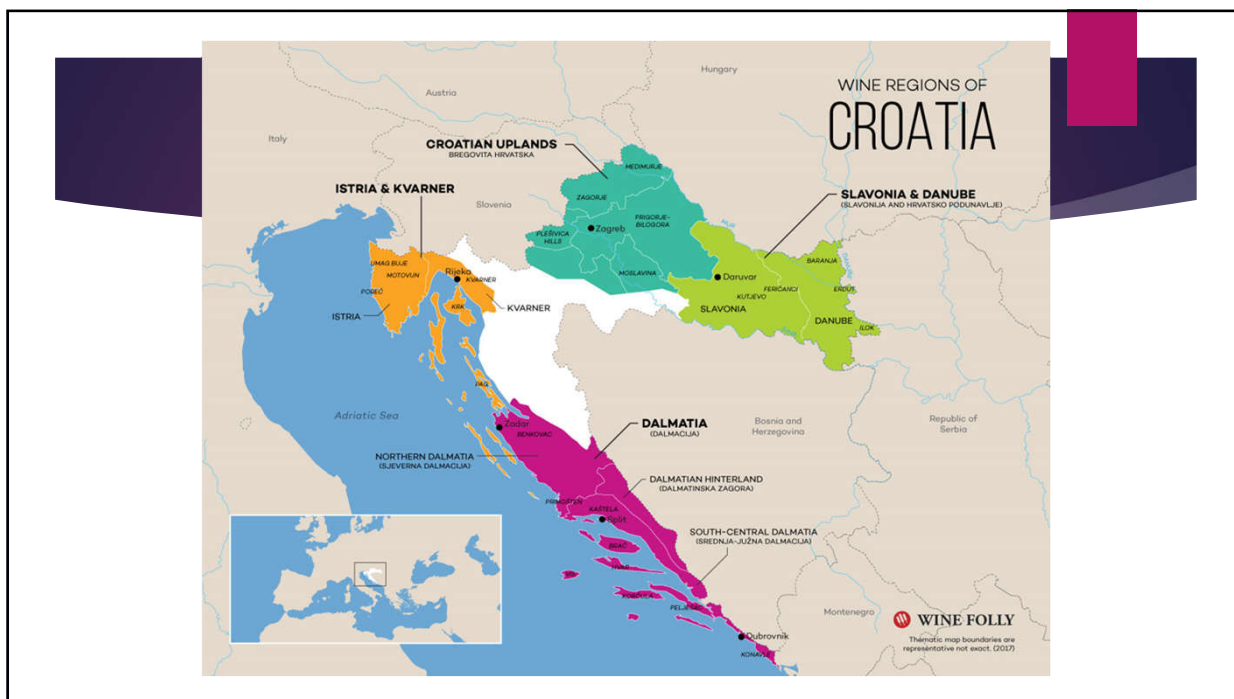 WINE REGIONS OF
CROATIA
Hungary
Austria
Italy
Slovenia
CROATIAN UPLANDS
BREGOVITA HRVATSKA
MEĐIMURJE
ZAGORJE
PRIGORJE-
BILOGORA
PLEŠIVICA
HILLS
Zagreb
MOSLAVINA
ISTRIA & KVARNER
UMAG BUJE
MOTOVUN
POREČ
Rijeka
KVARNER
KRK
ISTRIA
KVARNER
PAG
SLAVONIA & DANUBE
(SLAVONIJA AND HRVATSKO PODUNAVLJE)
BARANJA
Daruvar
FERIČANCI
ERDUT
KUTJEVO
SLAVONIA
DANUBE
ILOK
Adriatic Sea
Zadar
BENKOVAC
DALMATIA
(DALMACIJA)
Bosnia and
Herzegovina
Republic of
Serbia
NORTHERN DALMATIA
(SJEVERNA DALMACIJA)
DALMATIAN HINTERLAND
(DALMATINSKA ZAGORA)
PRIMOŠTEN
KAŠTELA
Split
SOUTH-CENTRAL DALMATIA
(SREDNJA-JUŽNA DALMACIJA)
BRAČ
HVAR
VIS
KORČULA
PELJEŠAC
Montenegro
Dubrovnik
KONAVLE
WINE FOLLY
Thematic map boundaries are
representative not exact. (2017)